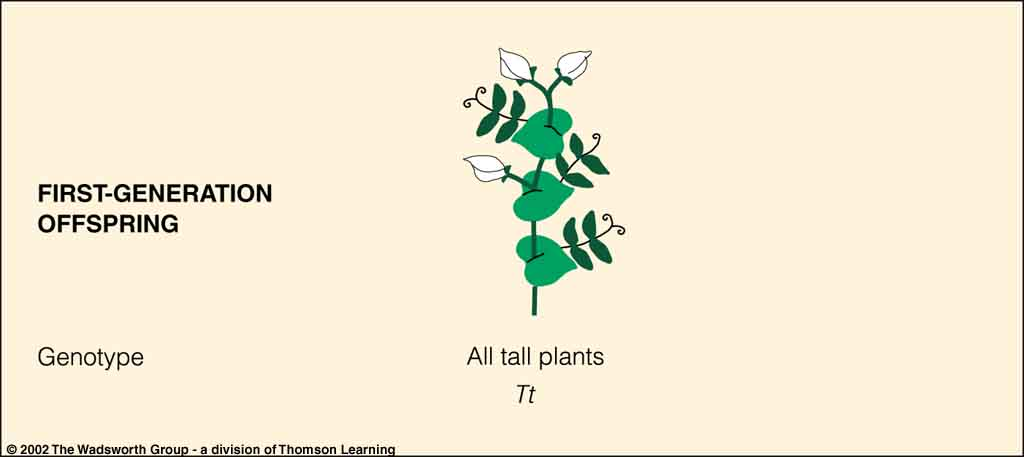 FIRST-GENERATION
OFFSPRING
Genotype
All tall plants
Tt
© 2002 The Wadsworth Group - a division of Thomson Learning